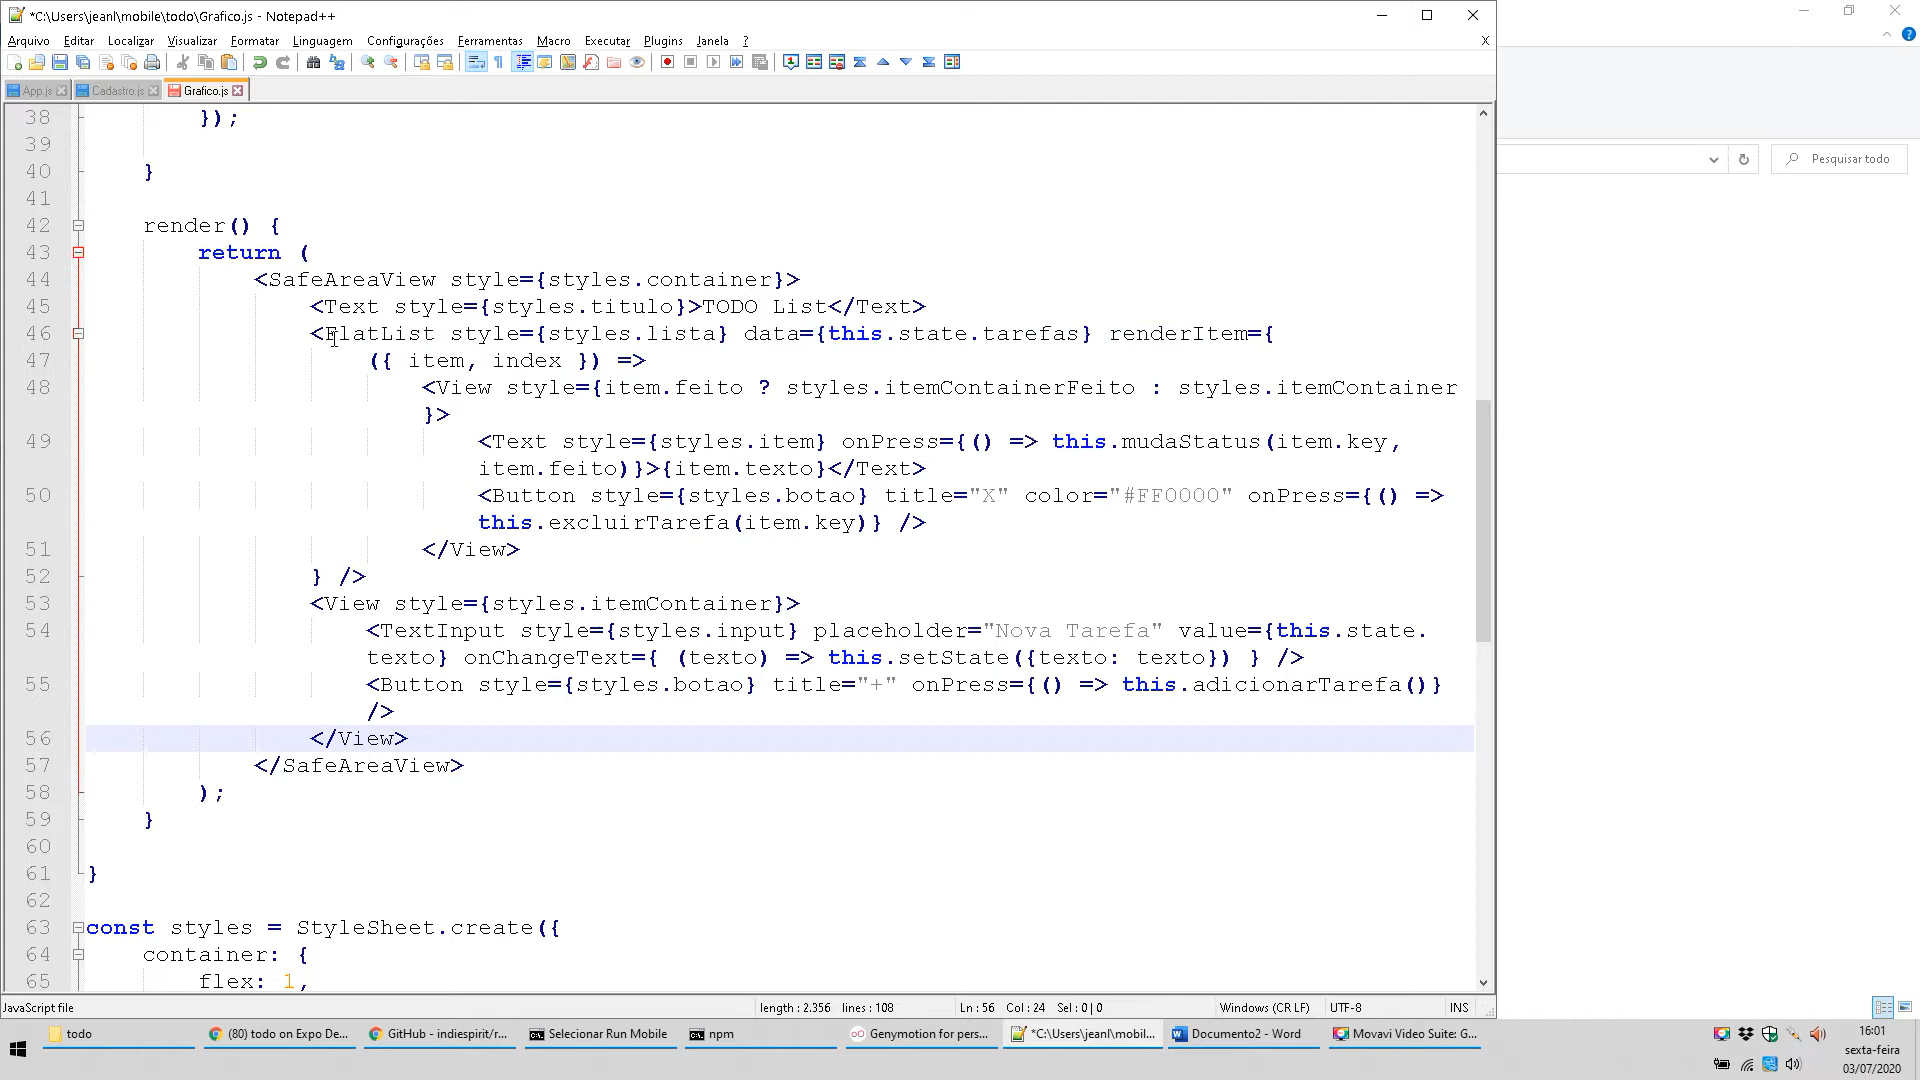 *C:\Users\jeanl\mobile\todo\Grafico.js - Notepad++
Arquivo Editar Localizar Visualizar Formatar Linguagem Configurações Ferramentas Macro Executar Plugins Janela ? X
App.js Cadastro.js Grafico.js
Pesquisar todo
38 });
39
40 }
41
42 render() {
43 return (
44 <SafeAreaView style={styles.container}>
45 <Text style={styles.titulo}>TODO List</Text>
46 <FlatList style={styles.lista} data={this.state.tarefas} renderItem={
47 ({ item, index }) =>
48 <View style={item.feito ? styles.itemContainerFeito : styles.itemContainer
}>
49 <Text style={styles.item} onPress={() => this.mudaStatus(item.key,
item.feito)}>{item.texto}</Text>
50 <Button style={styles.botao} title="X" color="#FF0000" onPress={() =>
this.excluirTarefa(item.key)} />
51 </View>
52 } />
53 <View style={styles.itemContainer}>
54 <TextInput style={styles.input} placeholder="Nova Tarefa" value={this.state.
texto} onChangeText={ (texto) => this.setState({texto: texto}) } />
55 <Button style={styles.botao} title="+" onPress={() => this.adicionarTarefa()}
/>
56 </View>
57 </SafeAreaView>
58 );
59 }
60
61 }
62
63 const styles = StyleSheet.create({
64 container: {
65 flex: 1,
JavaScript file length : 2.356 lines : 108 Ln : 56 Col : 24 Sel : 0 | 0 Windows (CR LF) UTF-8 INS
todo (80) todo on Expo De... GitHub - indiespirit/r... Selecionar Run Mobile npm Genymotion for pers... *C:\Users\jeanl\mobil... Documento2 - Word Movavi Video Suite: G...
16:01
sexta-feira
03/07/2020